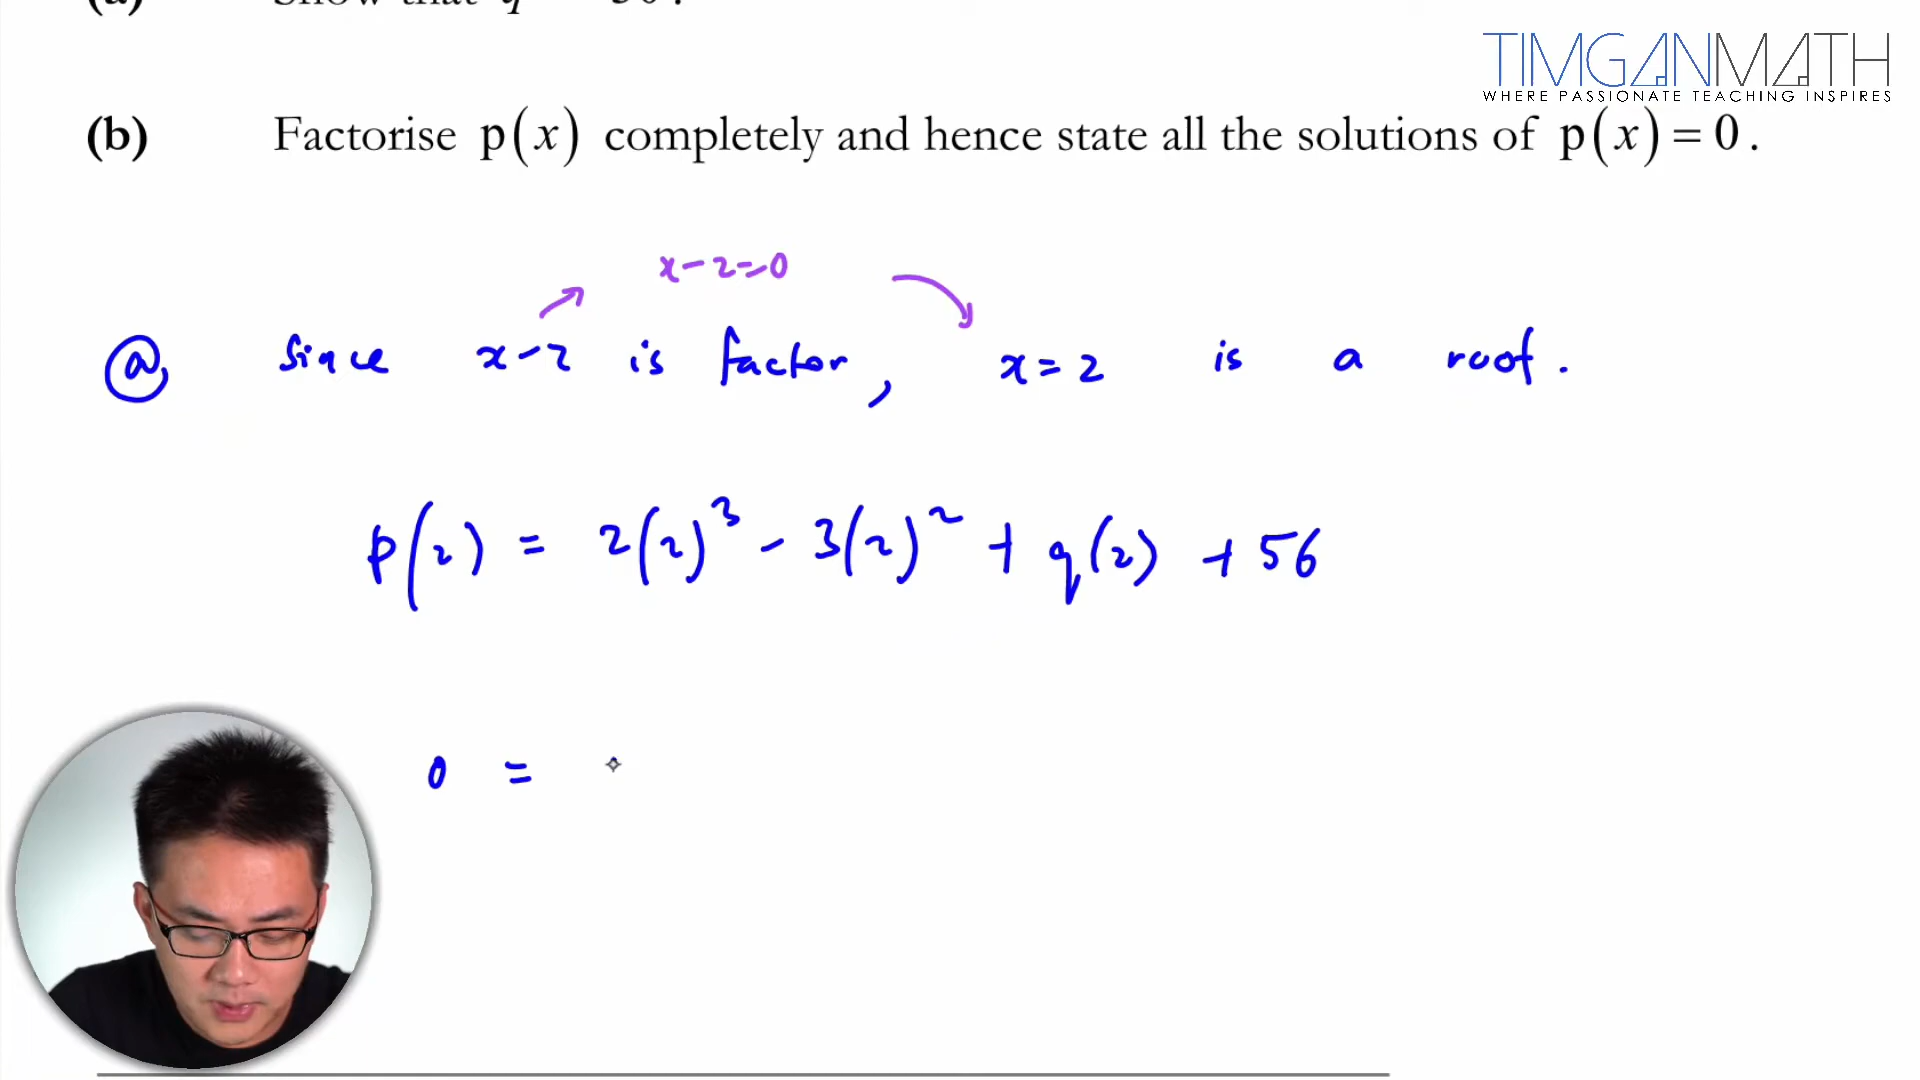 TIMGANMATH
WHERE PASSIONATE TEACHING INSPIRES
(b) Factorise p(x) completely and hence state all the solutions of p(x) = 0.
x-2=0
(a) Since x-2 is factor, x = 2 is a root.
p(2) = 2(2)³ - 3(2)² + q(2) + 56
0 =